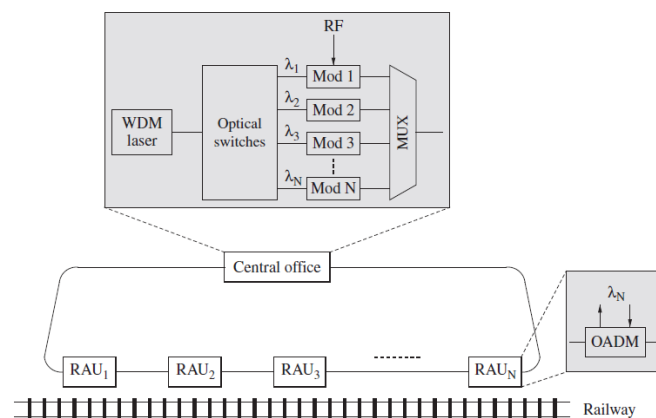 RF
λ1
Mod 1
λ2
Mod 2
λ3
Mod 3
λN
Mod N
WDM
laser
Optical
switches
MUX
Central office
λN
OADM
RAU1
RAU2
RAU3
RAUN
Railway